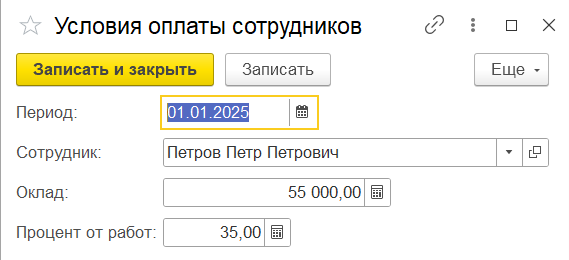 Условия оплаты сотрудников
Записать и закрыть Записать Еще
Период: 01.01.2025
Сотрудник: Петров Петр Петрович
Оклад: 55 000,00
Процент от работ: 35,00